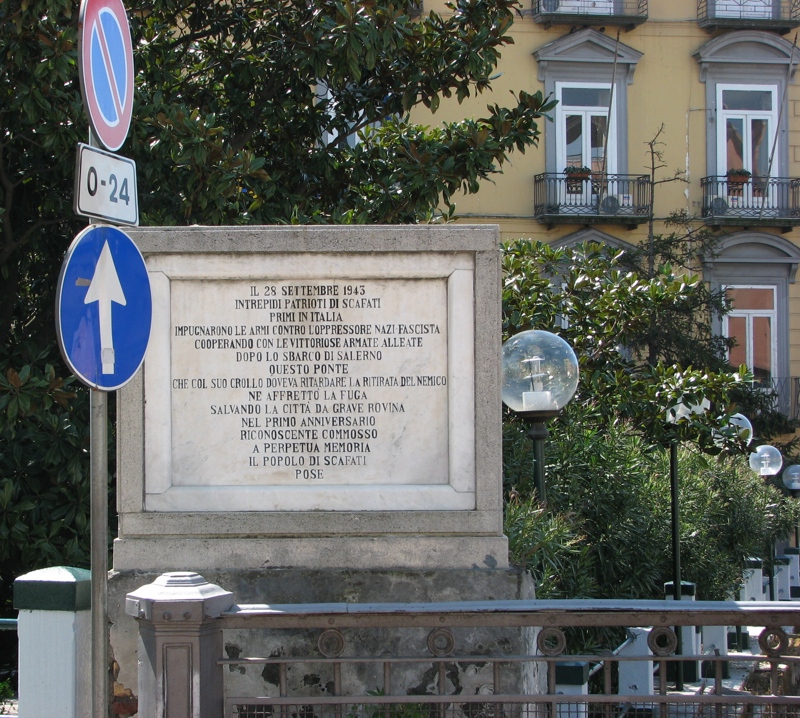 0-24
IL 28 SETTEMBRE 1943
INTREPIDI PATRIOTI DI SCAFATI
PRIMI IN ITALIA
IMPUGNARONO LE ARMI CONTRO L'OPPRESSORE NAZI-FASCISTA
COOPERANDO CON LE VITTORIOSE ARMATE ALLEATE
DOPO LO SBARCO DI SALERNO
QUESTO PONTE
CHE COL SUO CROLLO DOVEVA RITARDARE LA RITIRATA DEL NEMICO
NE AFFRETTÒ LA FUGA
SALVANDO LA CITTÀ DA GRAVE ROVINA
NEL PRIMO ANNIVERSARIO
RICONOSCENTE COMMOSSO
A PERPETUA MEMORIA
IL POPOLO DI SCAFATI
POSE